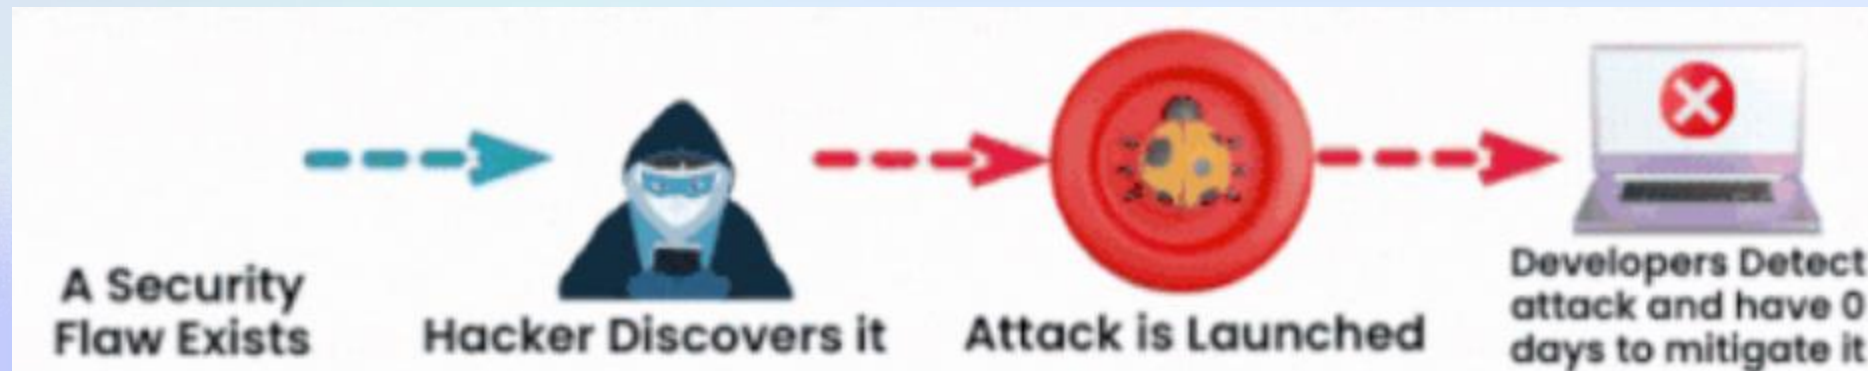 A Security
Flaw Exists
Hacker Discovers it
Attack is Launched
Developers Detect
attack and have 0
days to mitigate it